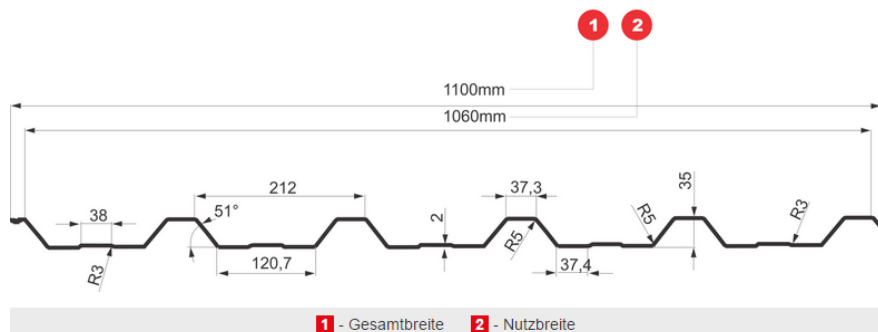 1 2
1100mm
1060mm
212
37,3
35
38
51°
2
R5
R3
R3
120,7
R5
37,4
1 - Gesamtbreite 2 - Nutzbreite